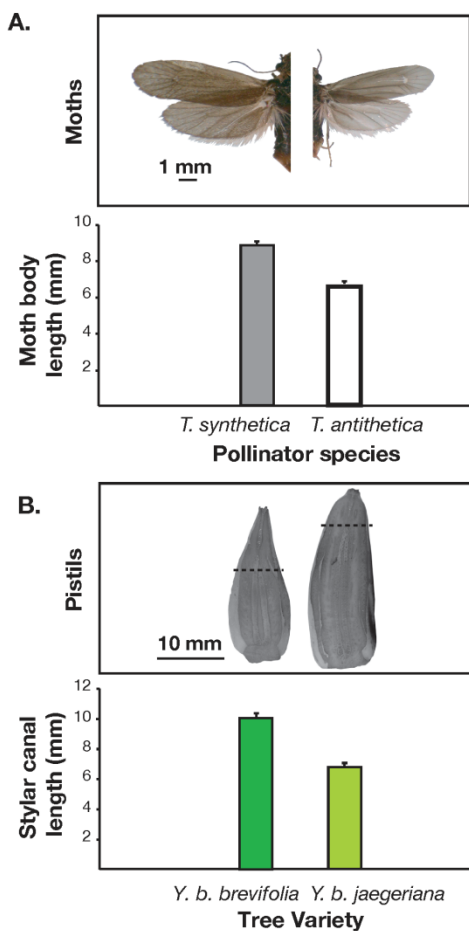 A.
Moths
1 mm
Moth body
length (mm)
10
8
6
4
2
T. synthetica T. antithetica
Pollinator species
B.
Pistils
10 mm
Stylar canal
length (mm)
12
10
8
6
4
2
Y. b. brevifolia Y. b. jaegeriana
Tree Variety